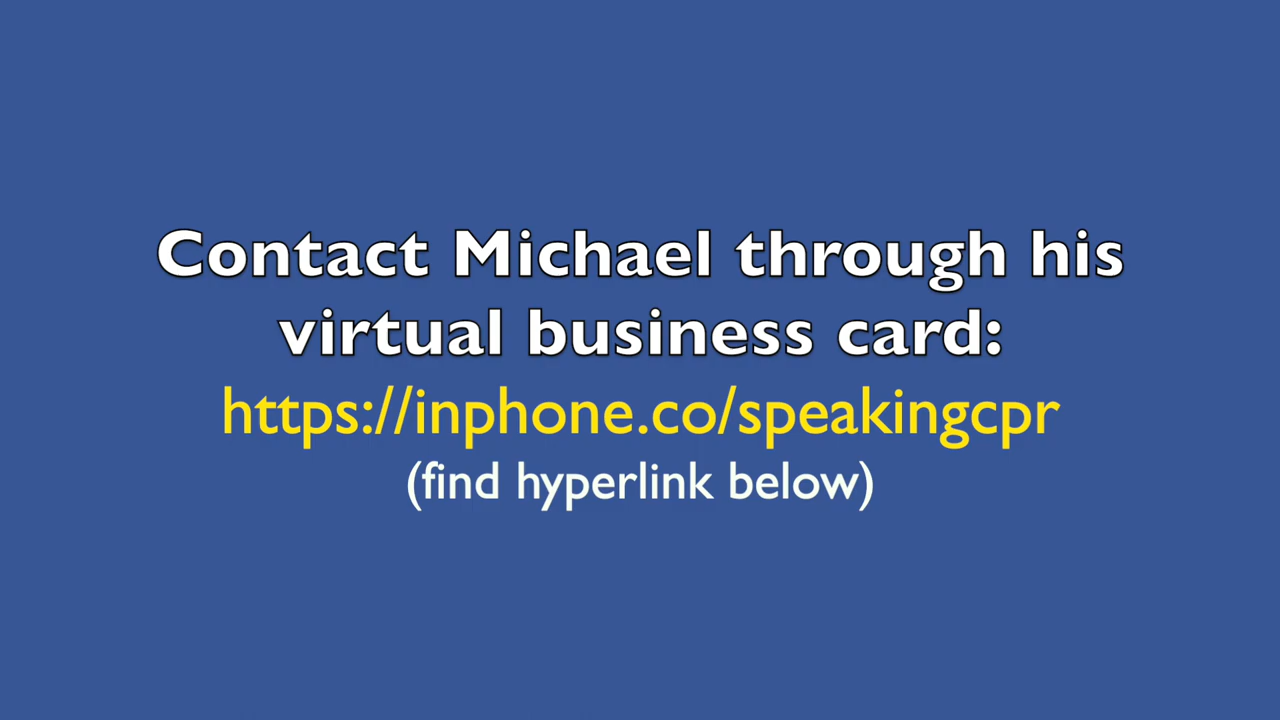 Contact Michael through his
virtual business card:
https://inphone.co/speakingcpr
(find hyperlink below)